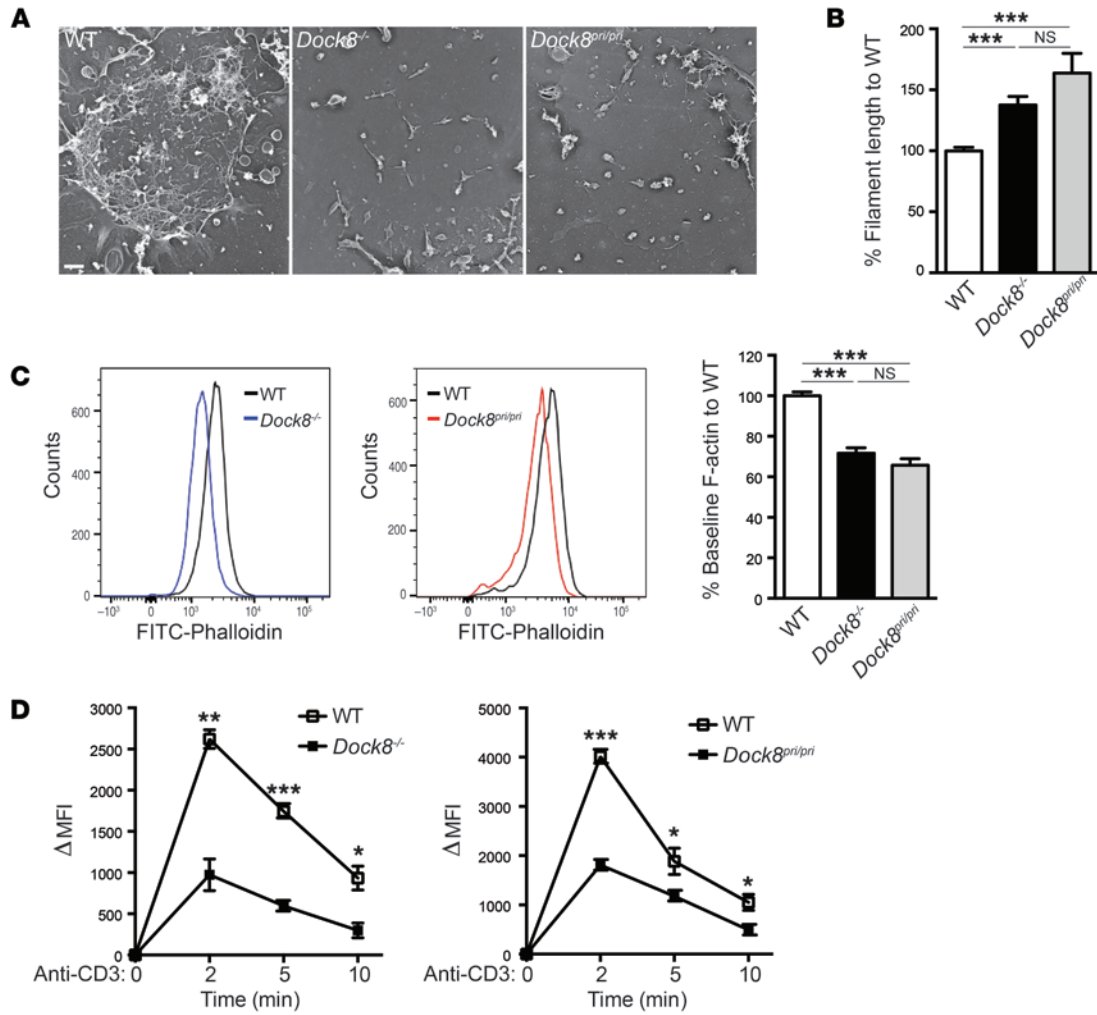 A
WT
Dock8-/-
Dock8pri/pri
B
***
*** NS
200
150
100
50
0
% Filament length to WT
WT
Dock8-/-
Dock8pri/pri
C
WT
Dock8-/-
600
400
200
0
Counts
-10³ 0 10³ 10⁴ 10⁵
FITC-Phalloidin
WT
Dock8pri/pri
600
400
200
0
Counts
-10³ 0 10³ 10⁴ 10⁵
FITC-Phalloidin
***
*** NS
120
100
80
60
40
20
0
% Baseline F-actin to WT
WT
Dock8-/-
Dock8pri/pri
D
3000
2500
2000
1500
1000
500
0
ΔMFI
WT
Dock8-/-
**
***
*
Anti-CD3: 0 2 5 10
Time (min)
5000
4000
3000
2000
1000
0
ΔMFI
WT
Dock8pri/pri
***
*
*
Anti-CD3: 0 2 5 10
Time (min)